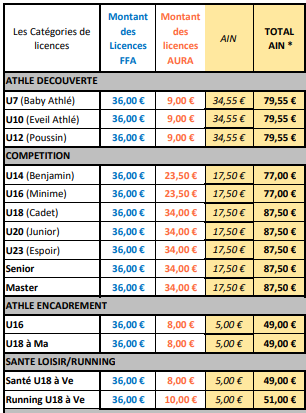 Les Catégories de licences | Montant des Licences FFA | Montant des licences AURA | AIN | TOTAL AIN *
ATHLE DECOUVERTE
U7 (Baby Athlé) 36,00 € 9,00 € 34,55 € 79,55 €
U10 (Eveil Athlé) 36,00 € 9,00 € 34,55 € 79,55 €
U12 (Poussin) 36,00 € 9,00 € 34,55 € 79,55 €
COMPETITION
U14 (Benjamin) 36,00 € 23,50 € 17,50 € 77,00 €
U16 (Minime) 36,00 € 23,50 € 17,50 € 77,00 €
U18 (Cadet) 36,00 € 34,00 € 17,50 € 87,50 €
U20 (Junior) 36,00 € 34,00 € 17,50 € 87,50 €
U23 (Espoir) 36,00 € 34,00 € 17,50 € 87,50 €
Senior 36,00 € 34,00 € 17,50 € 87,50 €
Master 36,00 € 34,00 € 17,50 € 87,50 €
ATHLE ENCADREMENT
U16 36,00 € 8,00 € 5,00 € 49,00 €
U18 à Ma 36,00 € 8,00 € 5,00 € 49,00 €
SANTE LOISIR/RUNNING
Santé U18 à Ve 36,00 € 8,00 € 5,00 € 49,00 €
Running U18 à Ve 36,00 € 10,00 € 5,00 € 51,00 €